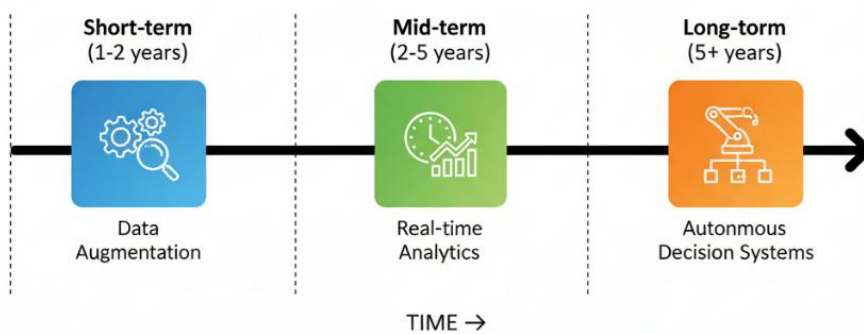 Short-term
(1-2 years)
Data
Augmentation
Mid-term
(2-5 years)
Real-time
Analytics
Long-torm
(5+ years)
Autonmous
Decision Systems
TIME →